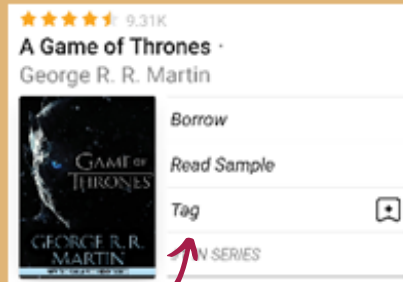 9.31K
A Game of Thrones ·
George R. R. Martin
GAME OF
THRONES
GEORGE R. R.
MARTIN
Borrow
Read Sample
Tag
N SERIES